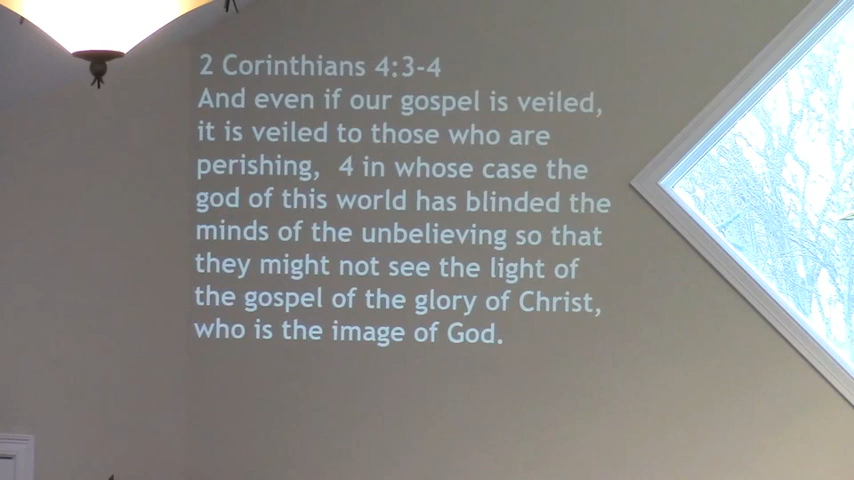 2 Corinthians 4:3-4
And even if our gospel is veiled,
it is veiled to those who are
perishing, 4 in whose case the
god of this world has blinded the
minds of the unbelieving so that
they might not see the light of
the gospel of the glory of Christ,
who is the image of God.